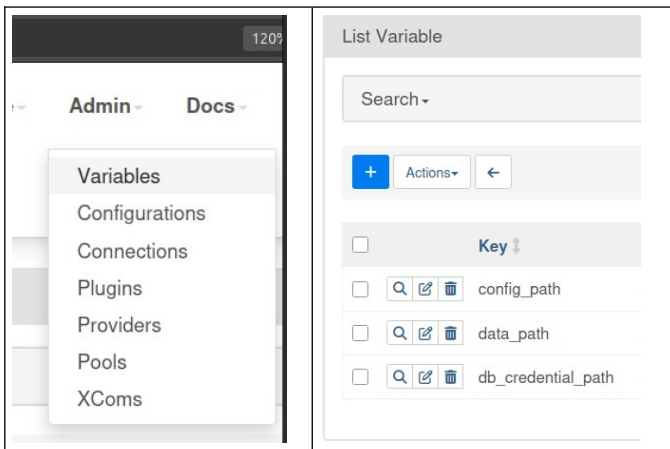 120%
Admin Docs
Variables
Configurations
Connections
Plugins
Providers
Pools
XComs
List Variable
Search
+ Actions
Key
config_path
data_path
db_credential_path